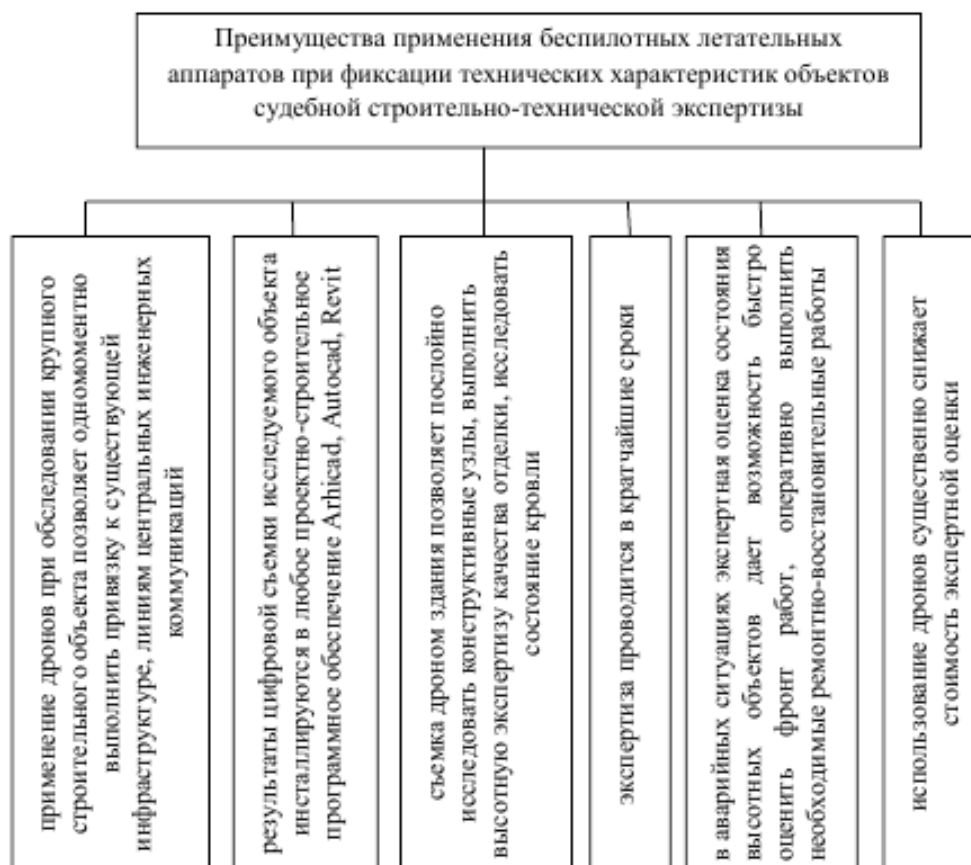 Преимущества применения беспилотных летательных
аппаратов при фиксации технических характеристик объектов
судебной строительно-технической экспертизы
применение дронов при обследовании крупного
строительного объекта позволяет одномоментно
выполнить привязку к существующей
инфраструктуре, линиям центральных инженерных
коммуникаций
результаты цифровой съемки исследуемого объекта
инсталлируются в любое проектно-строительное
программное обеспечение Arhicad, Autocad, Revit
съемка дроном здания позволяет послойно
исследовать конструктивные узлы, выполнить
высотную экспертизу качества отделки, исследовать
состояние кровли
экспертиза проводится в кратчайшие сроки
в аварийных ситуациях экспертная оценка состояния
высотных объектов дает возможность быстро
оценить фронт работ, оперативно выполнить
необходимые ремонтно-восстановительные работы
использование дронов существенно снижает
стоимость экспертной оценки